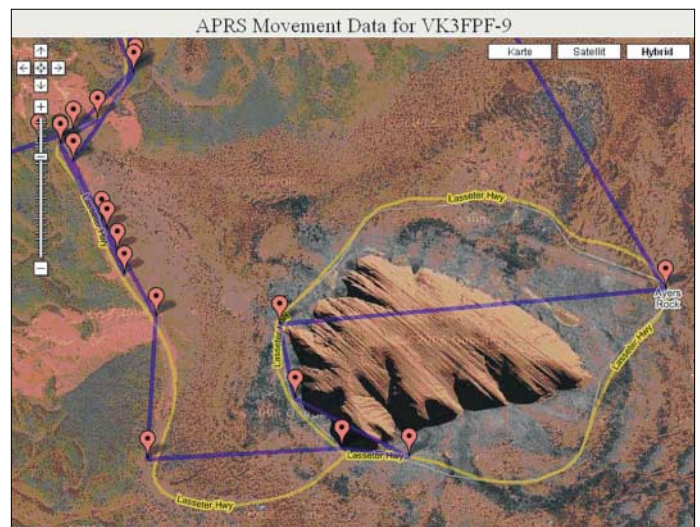 APRS Movement Data for VK3FPF-9
Karte
Satellit
Hybrid
Lasseter Hwy
Lasseter Hwy
Lasseter Hwy
Ayers
Rock
Lasseter Hwy
Lasseter Hwy
Lasseter Hwy